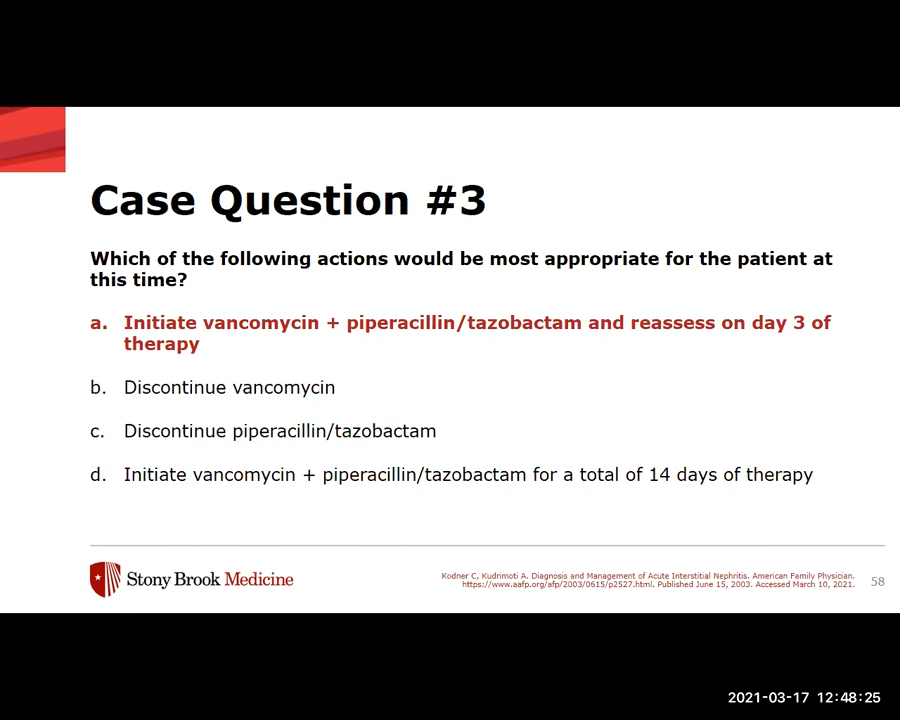 Case Question #3
Which of the following actions would be most appropriate for the patient at
this time?
a. Initiate vancomycin + piperacillin/tazobactam and reassess on day 3 of
therapy
b. Discontinue vancomycin
c. Discontinue piperacillin/tazobactam
d. Initiate vancomycin + piperacillin/tazobactam for a total of 14 days of therapy
Stony Brook Medicine
Kodner C, Kudrimoti A. Diagnosis and Management of Acute Interstitial Nephritis. American Family Physician.
https://www.aafp.org/afp/2003/0615/p2527.html. Published June 15, 2003. Accessed March 10, 2021.
58
2021-03-17 12:48:25